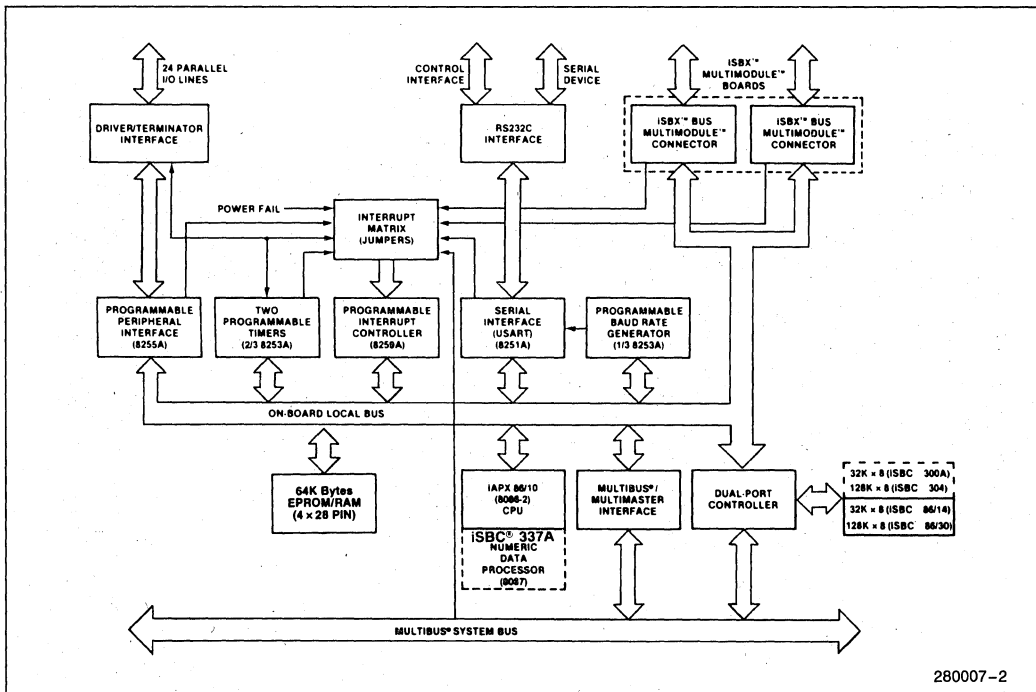 24 PARALLEL
I/O LINES
CONTROL
INTERFACE
SERIAL
DEVICE
iSBX™
MULTIMODULE™
BOARDS
DRIVER/TERMINATOR
INTERFACE
RS232C
INTERFACE
iSBX™ BUS
MULTIMODULE™
CONNECTOR
iSBX™ BUS
MULTIMODULE™
CONNECTOR
POWER FAIL
INTERRUPT
MATRIX
(JUMPERS)
PROGRAMMABLE
PERIPHERAL
INTERFACE
(8255A)
TWO
PROGRAMMABLE
TIMERS
(2/3 8253A)
PROGRAMMABLE
INTERRUPT
CONTROLLER
(8259A)
SERIAL
INTERFACE
(USART)
(8251A)
PROGRAMMABLE
BAUD RATE
GENERATOR
(1/3 8253A)
ON-BOARD LOCAL BUS
64K Bytes
EPROM/RAM
(4 × 28 PIN)
iAPX 86/10
(8086-2)
CPU
iSBC® 337A
NUMERIC
DATA
PROCESSOR
(8087)
MULTIBUS®/
MULTIMASTER
INTERFACE
DUAL-PORT
CONTROLLER
32K × 8 (iSBC 300A)
128K × 8 (iSBC 304)
32K × 8 (iSBC 86/14)
128K × 8 (iSBC 86/30)
MULTIBUS® SYSTEM BUS
280007–2